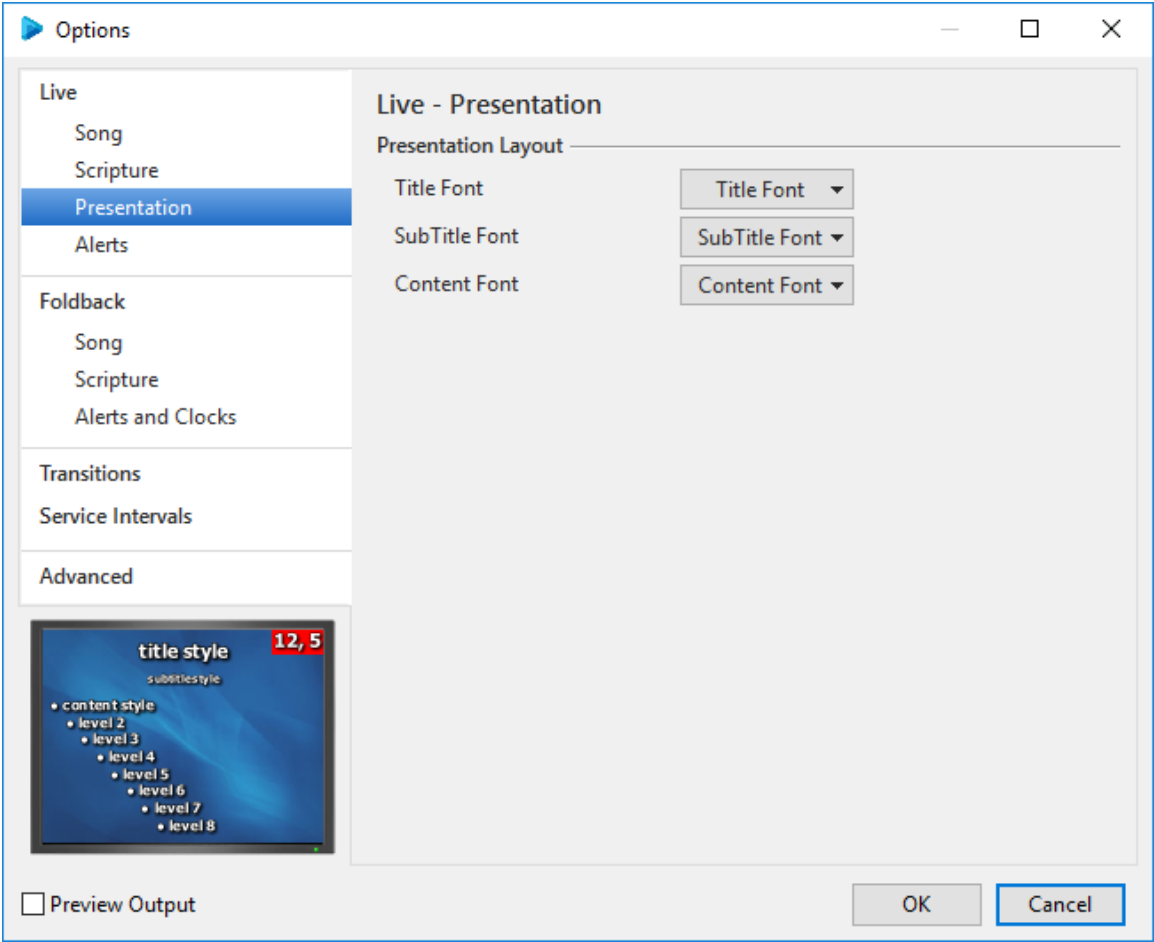 Options
Live
Song
Scripture
Presentation
Alerts
Foldback
Song
Scripture
Alerts and Clocks
Transitions
Service Intervals
Advanced
Live - Presentation
Presentation Layout
Title Font Title Font
SubTitle Font SubTitle Font
Content Font Content Font
12, 5
title style
subtitlestyle
• content style
• level 2
• level 3
• level 4
• level 5
• level 6
• level 7
• level 8
Preview Output
OK Cancel